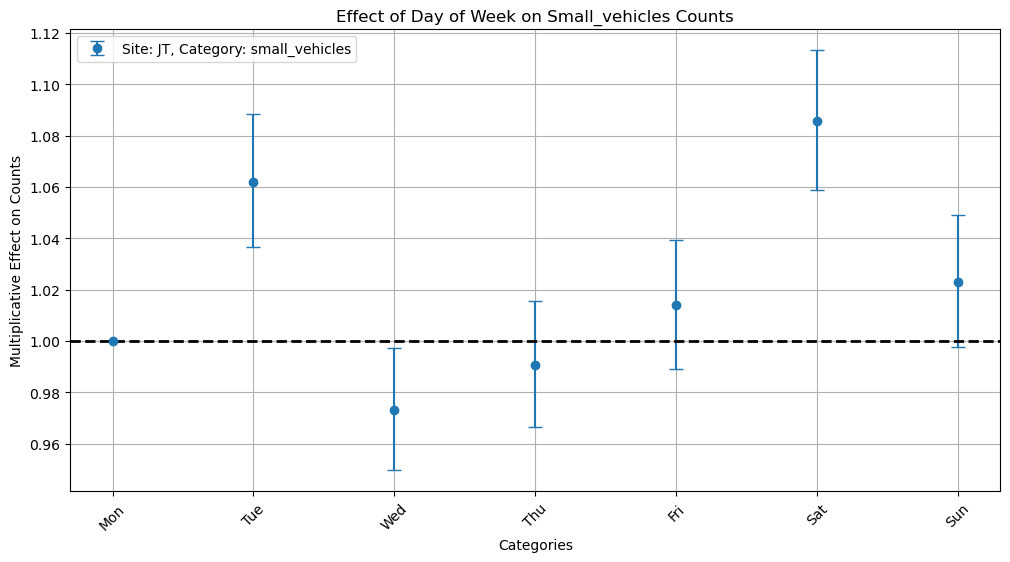 Effect of Day of Week on Small_vehicles Counts
Site: JT, Category: small_vehicles
Multiplicative Effect on Counts
1.12
1.10
1.08
1.06
1.04
1.02
1.00
0.98
0.96
Mon
Tue
Wed
Thu
Fri
Sat
Sun
Categories